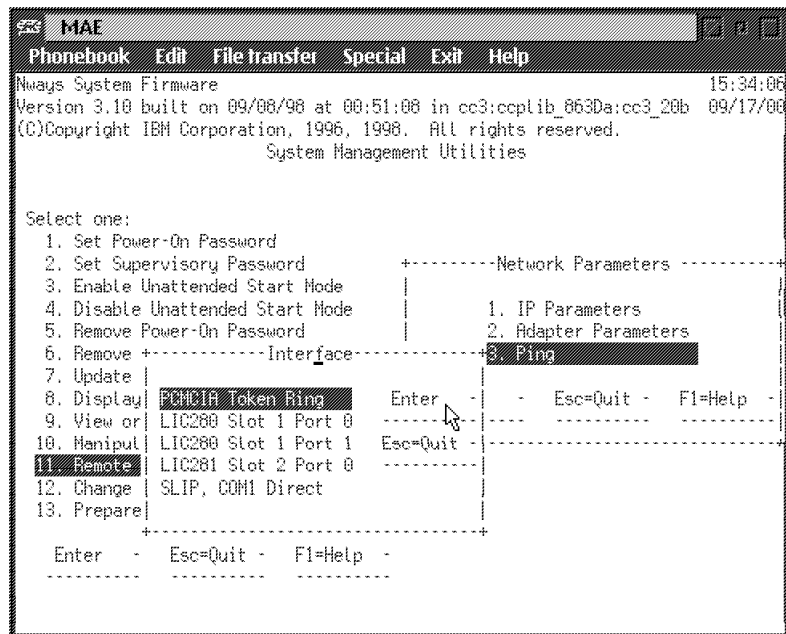 MAE
Phonebook Edit File transfer Special Exit Help
Nways System Firmware 15:34:06
Version 3.10 built on 09/08/98 at 00:51:08 in cc3:ccplib_863Da:cc3_20b 09/17/00
(C)Copyright IBM Corporation, 1996, 1998. All rights reserved.
System Management Utilities
Select one:
1. Set Power-On Password
2. Set Supervisory Password +---------Network Parameters ----------+
3. Enable Unattended Start Mode |
4. Disable Unattended Start Mode | 1. IP Parameters
5. Remove Power-On Password | 2. Adapter Parameters |
6. Remove +------------Interface-------------+3. Ping
7. Update |
8. Display| PCMCIA Token Ring Enter - | - Esc=Quit - F1=Help - |
9. View or| LIC280 Slot 1 Port 0 ----------|---- ---------- ----------|
10. Manipul| LIC280 Slot 1 Port 1 Esc=Quit -|------------------------------+
11. Remote | LIC281 Slot 2 Port 0 ----------|
12. Change | SLIP, COM1 Direct |
13. Prepare| |
+-----------------------------------+
Enter - Esc=Quit - F1=Help -
---------- ---------- ----------